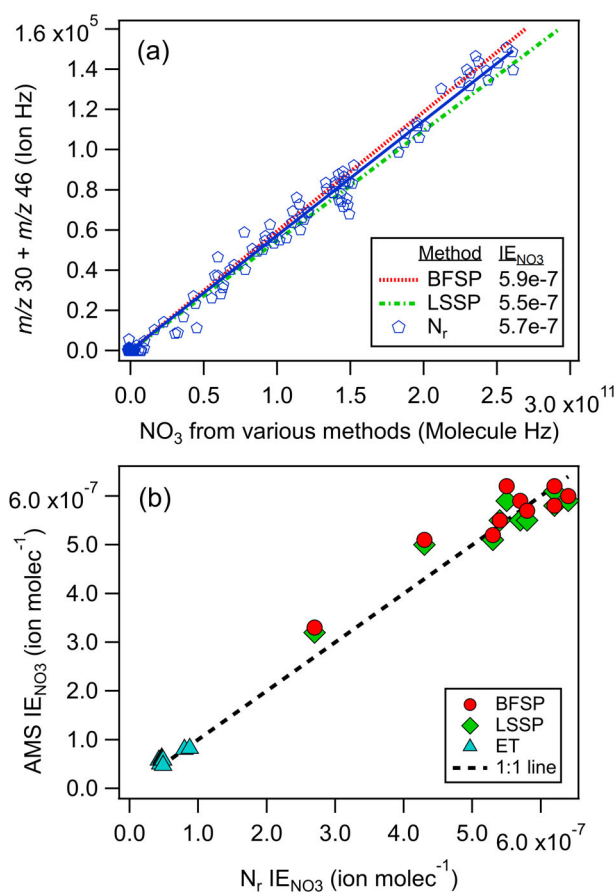 (a)
1.6 x10⁵
1.4
1.2
1.0
0.8
0.6
0.4
0.2
0.0
m/z 30 + m/z 46 (Ion Hz)
Method IE_NO3
BFSP 5.9e-7
LSSP 5.5e-7
N_r 5.7e-7
0.0 0.5 1.0 1.5 2.0 2.5 3.0 x10¹¹
NO₃ from various methods (Molecule Hz)
(b)
6.0 x10⁻⁷
5.0
4.0
3.0
2.0
1.0
0.0
AMS IE_NO3 (ion molec⁻¹)
BFSP
LSSP
ET
1:1 line
0.0 1.0 2.0 3.0 4.0 5.0 6.0 x10⁻⁷
N_r IE_NO3 (ion molec⁻¹)